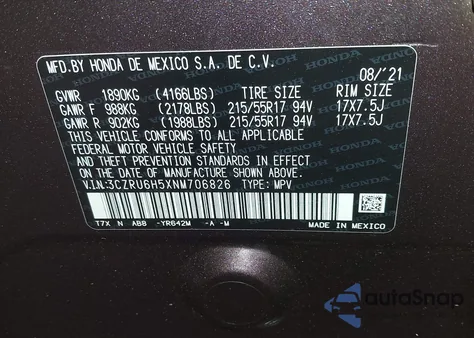 MFD.BY HONDA DE MEXICO S.A. DE C.V.
08/'21
GVWR 1890KG (4166LBS) TIRE SIZE RIM SIZE
GAWR F 988KG (2178LBS) 215/55R17 94V 17X7.5J
GAWR R 902KG (1988LBS) 215/55R17 94V 17X7.5J
THIS VEHICLE CONFORMS TO ALL APPLICABLE
FEDERAL MOTOR VEHICLE
SAFETY,BUMPER,AND THEFT PREVENTION STANDARDS
IN EFFECT ON THE DATE OF MANUFACTURE
SHOWN ABOVE.
V.I.N:3CZRU6H5XNM706826 TYPE: MPV
T7X N AB8 -YR642M -A -M MADE IN MEXICO
autoSnap